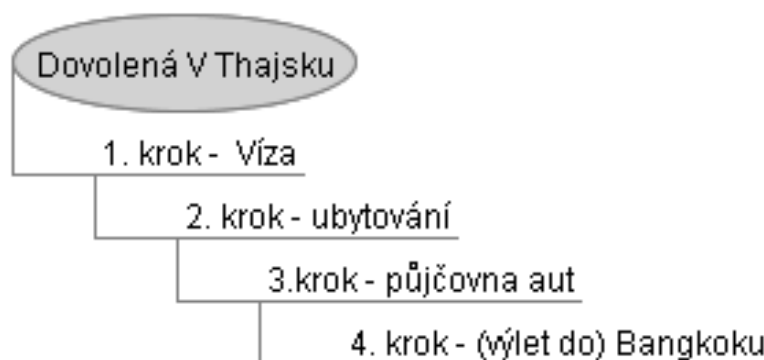 Dovolená V Thajsku
1. krok - Víza
2. krok - ubytování
3.krok - půjčovna aut
4. krok - (výlet do) Bangkoku